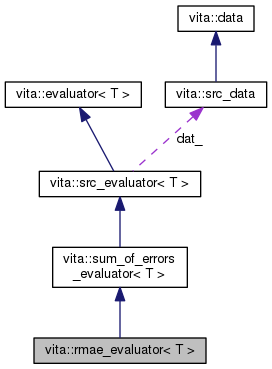 vita::data
vita::evaluator< T >
vita::src_data
dat_
vita::src_evaluator< T >
vita::sum_of_errors
_evaluator< T >
vita::rmae_evaluator< T >